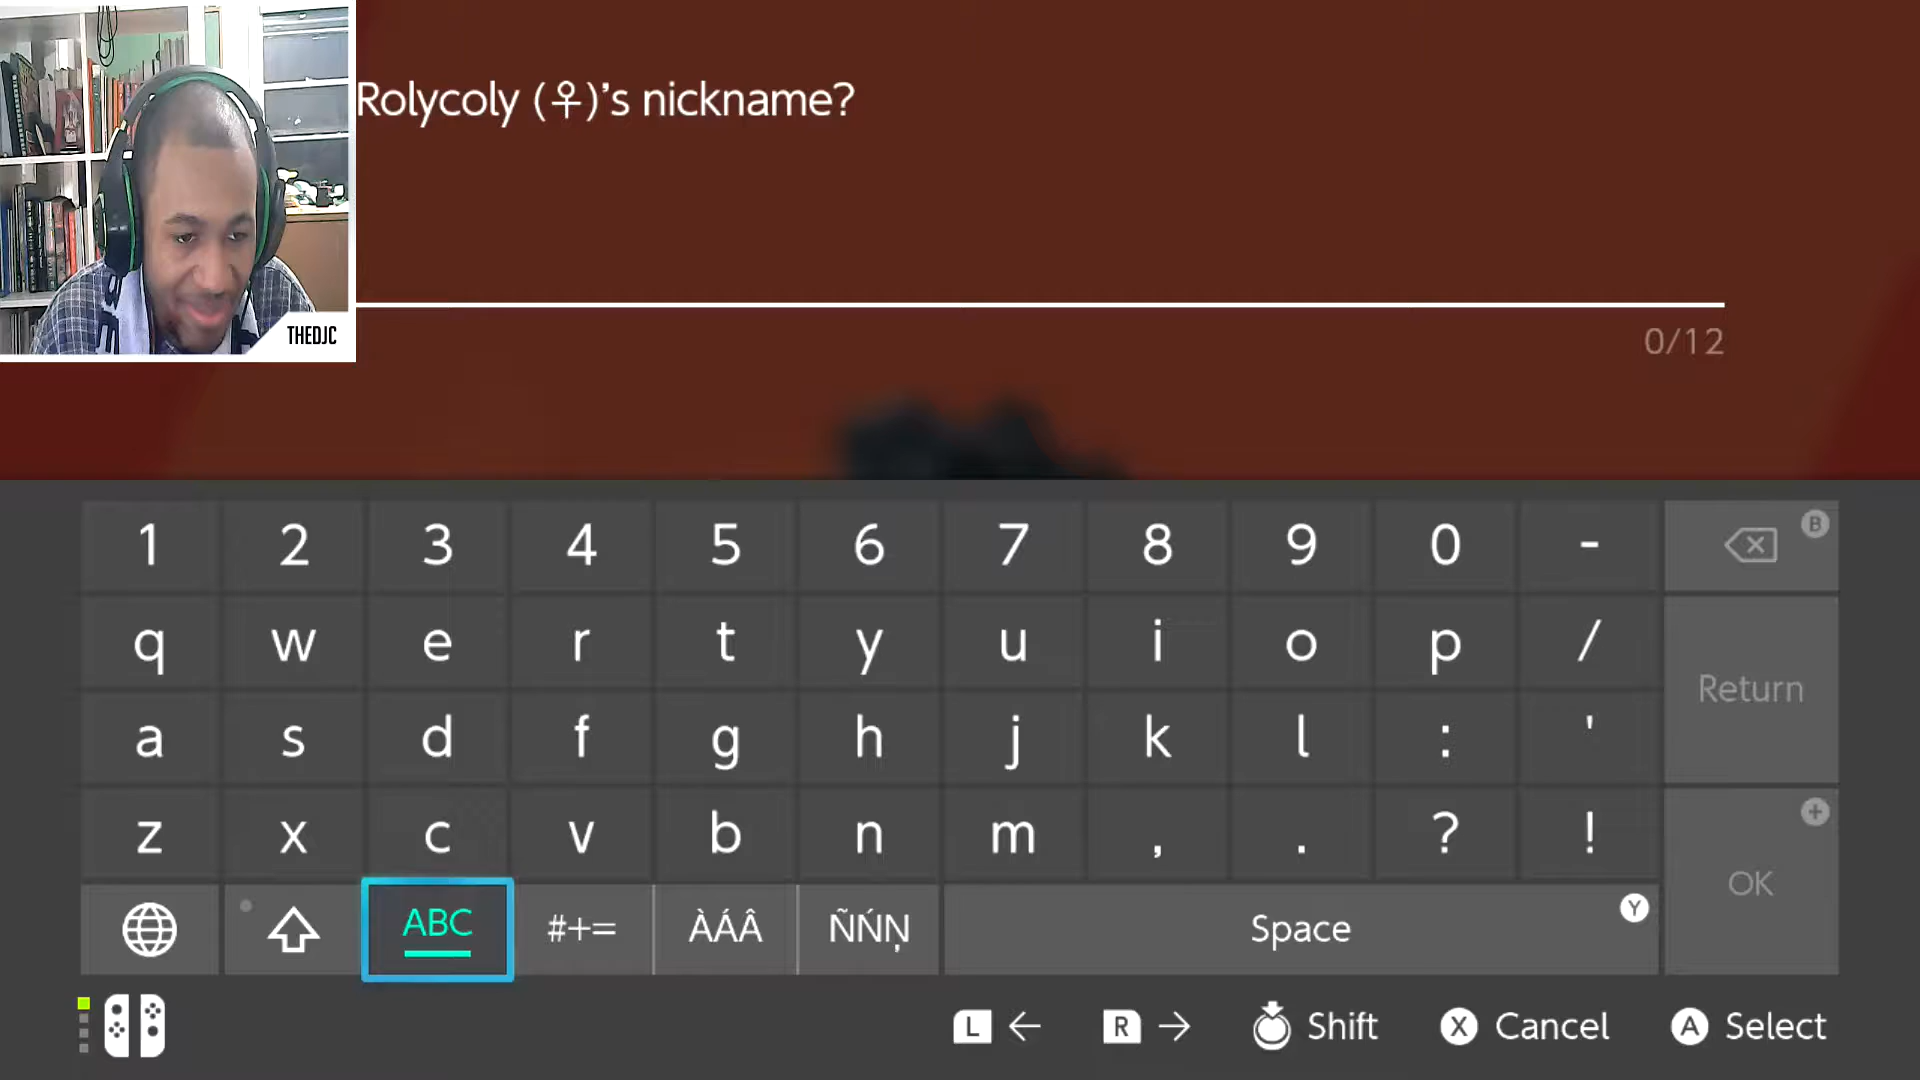 Rolycoly (♀)'s nickname?
THEDJC
0/12
1 2 3 4 5 6 7 8 9 0 - B
q w e r t y u i o p / Return
a s d f g h j k l : '
z x c v b n m , . ? ! +
ABC #+= ÀÁÂ ÑŃŅ Space Y OK
L ← R → Shift X Cancel A Select